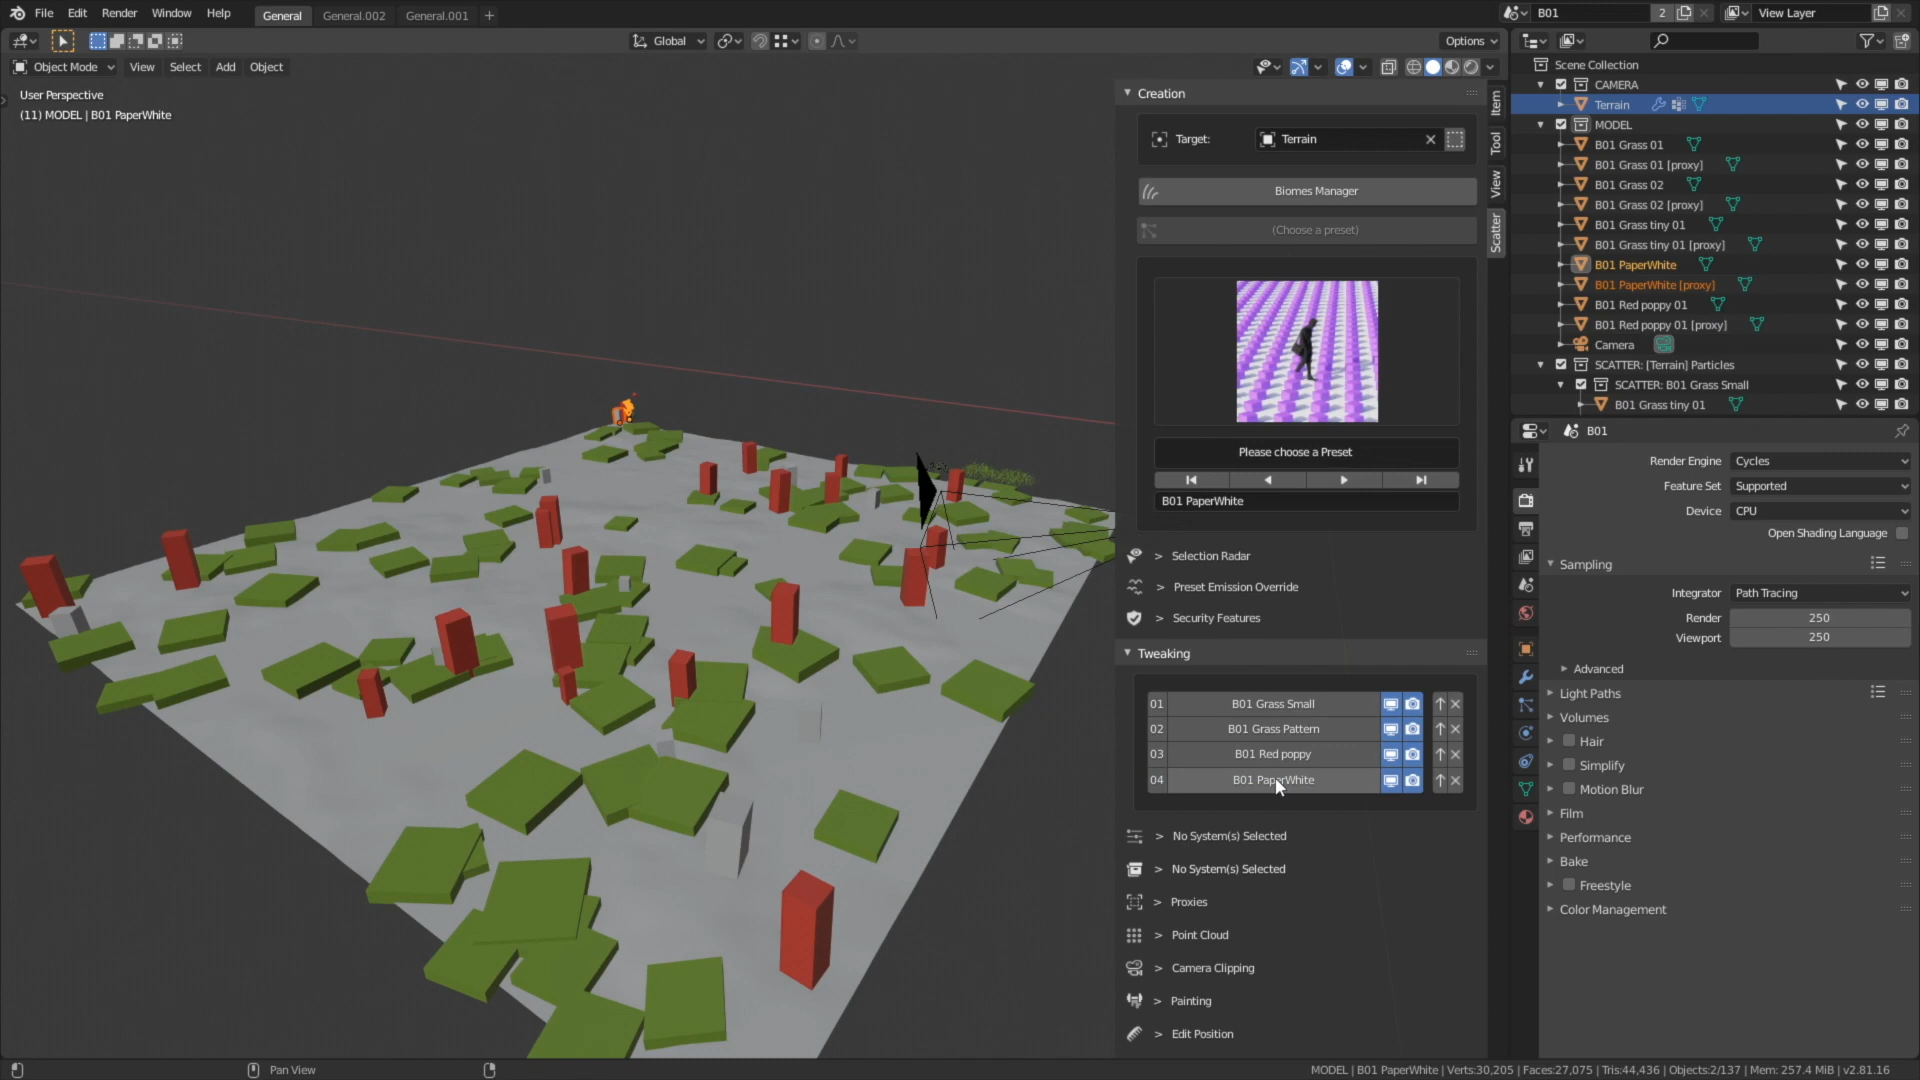 File Edit Render Window Help General General.002 General.001 + B01 2 View Layer
Global Options
Object Mode View Select Add Object
User Perspective
(11) MODEL | B01 PaperWhite
Creation
Target: Terrain
Biomes Manager
(Choose a preset)
Please choose a Preset
B01 PaperWhite
> Selection Radar
> Preset Emission Override
> Security Features
Tweaking
01 B01 Grass Small
02 B01 Grass Pattern
03 B01 Red poppy
04 B01 PaperWhite
> No System(s) Selected
> No System(s) Selected
> Proxies
> Point Cloud
> Camera Clipping
> Painting
> Edit Position
Item
Tool
View
Scatter
Scene Collection
CAMERA
Terrain
MODEL
B01 Grass 01
B01 Grass 01 [proxy]
B01 Grass 02
B01 Grass 02 [proxy]
B01 Grass tiny 01
B01 Grass tiny 01 [proxy]
B01 PaperWhite
B01 PaperWhite [proxy]
B01 Red poppy 01
B01 Red poppy 01 [proxy]
Camera
SCATTER: [Terrain] Particles
SCATTER: B01 Grass Small
B01 Grass tiny 01
B01
Render Engine Cycles
Feature Set Supported
Device CPU
Open Shading Language
Sampling
Integrator Path Tracing
Render 250
Viewport 250
Advanced
Light Paths
Volumes
Hair
Simplify
Motion Blur
Film
Performance
Bake
Freestyle
Color Management
Pan View
MODEL | B01 PaperWhite | Verts:30,205 | Faces:27,075 | Tris:44,436 | Objects:2/137 | Mem: 257.4 MiB | v2.81.16